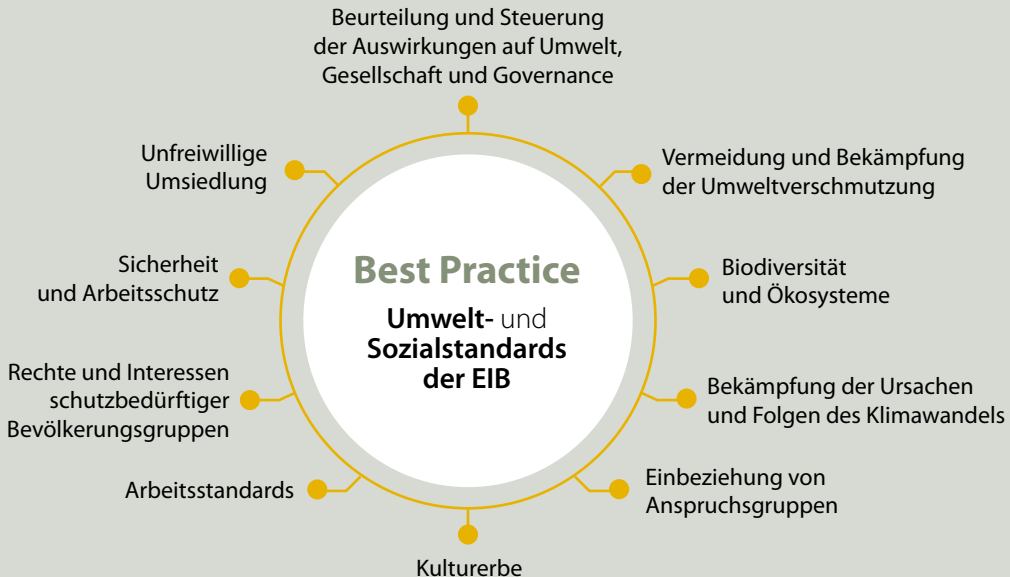 Beurteilung und Steuerung
der Auswirkungen auf Umwelt,
Gesellschaft und Governance
Vermeidung und Bekämpfung
der Umweltverschmutzung
Biodiversität
und Ökosysteme
Bekämpfung der Ursachen
und Folgen des Klimawandels
Einbeziehung von
Anspruchsgruppen
Kulturerbe
Arbeitsstandards
Rechte und Interessen
schutzbedürftiger
Bevölkerungsgruppen
Sicherheit
und Arbeitsschutz
Unfreiwillige
Umsiedlung
Best Practice
Umwelt- und
Sozialstandards
der EIB